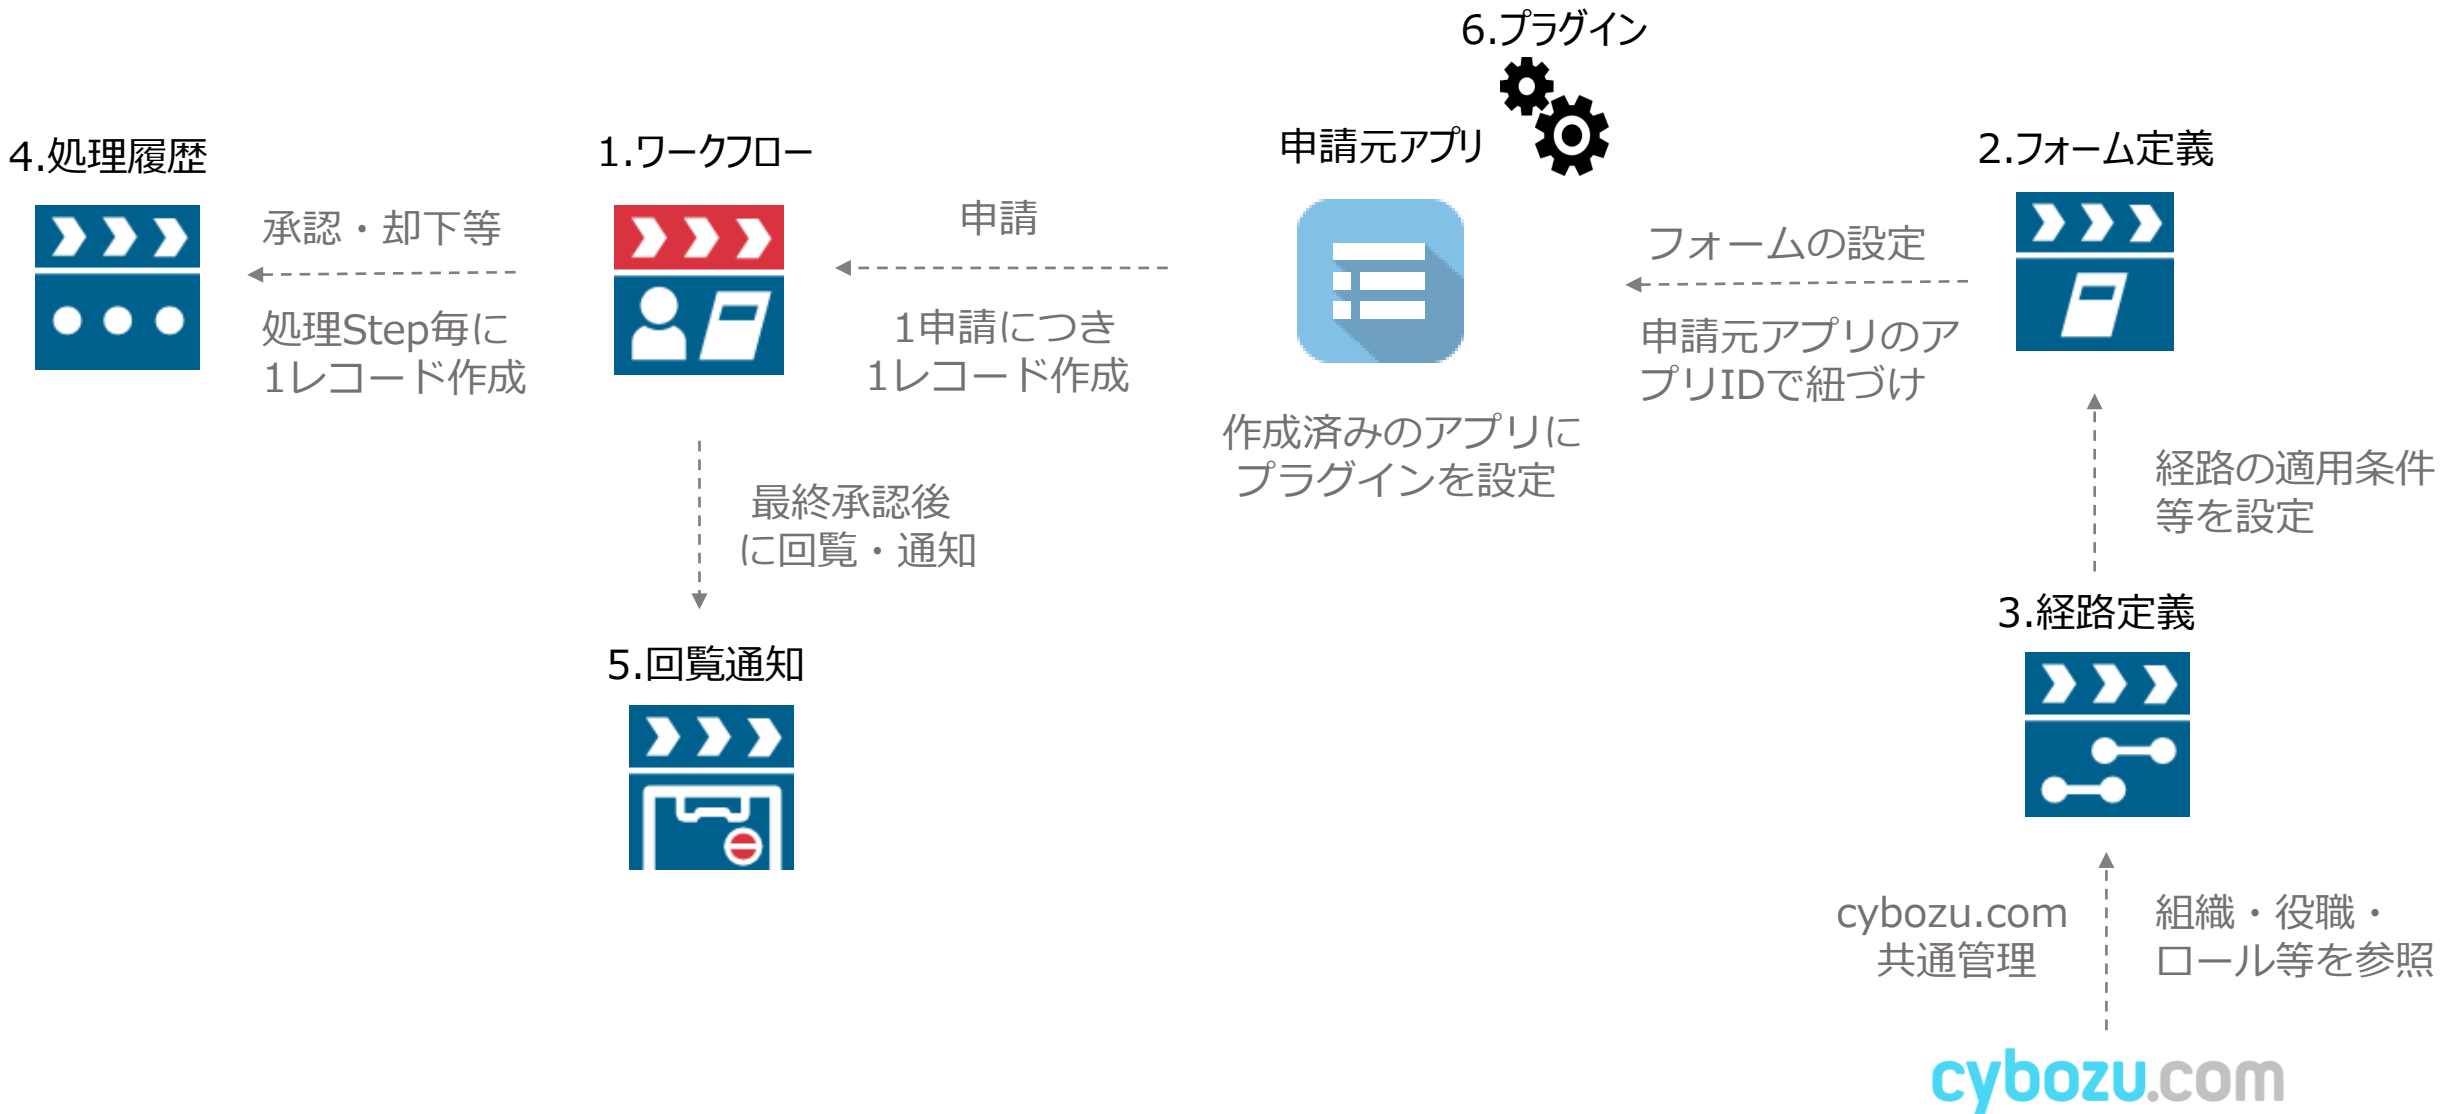 6.プラグイン
4.処理履歴
1.ワークフロー
申請元アプリ
2.フォーム定義
承認・却下等
処理Step毎に
1レコード作成
申請
1申請につき
1レコード作成
フォームの設定
申請元アプリのア
プリIDで紐づけ
作成済みのアプリに
プラグインを設定
最終承認後
に回覧・通知
経路の適用条件
等を設定
5.回覧通知
3.経路定義
cybozu.com
共通管理
組織・役職・
ロール等を参照
cybozu.com